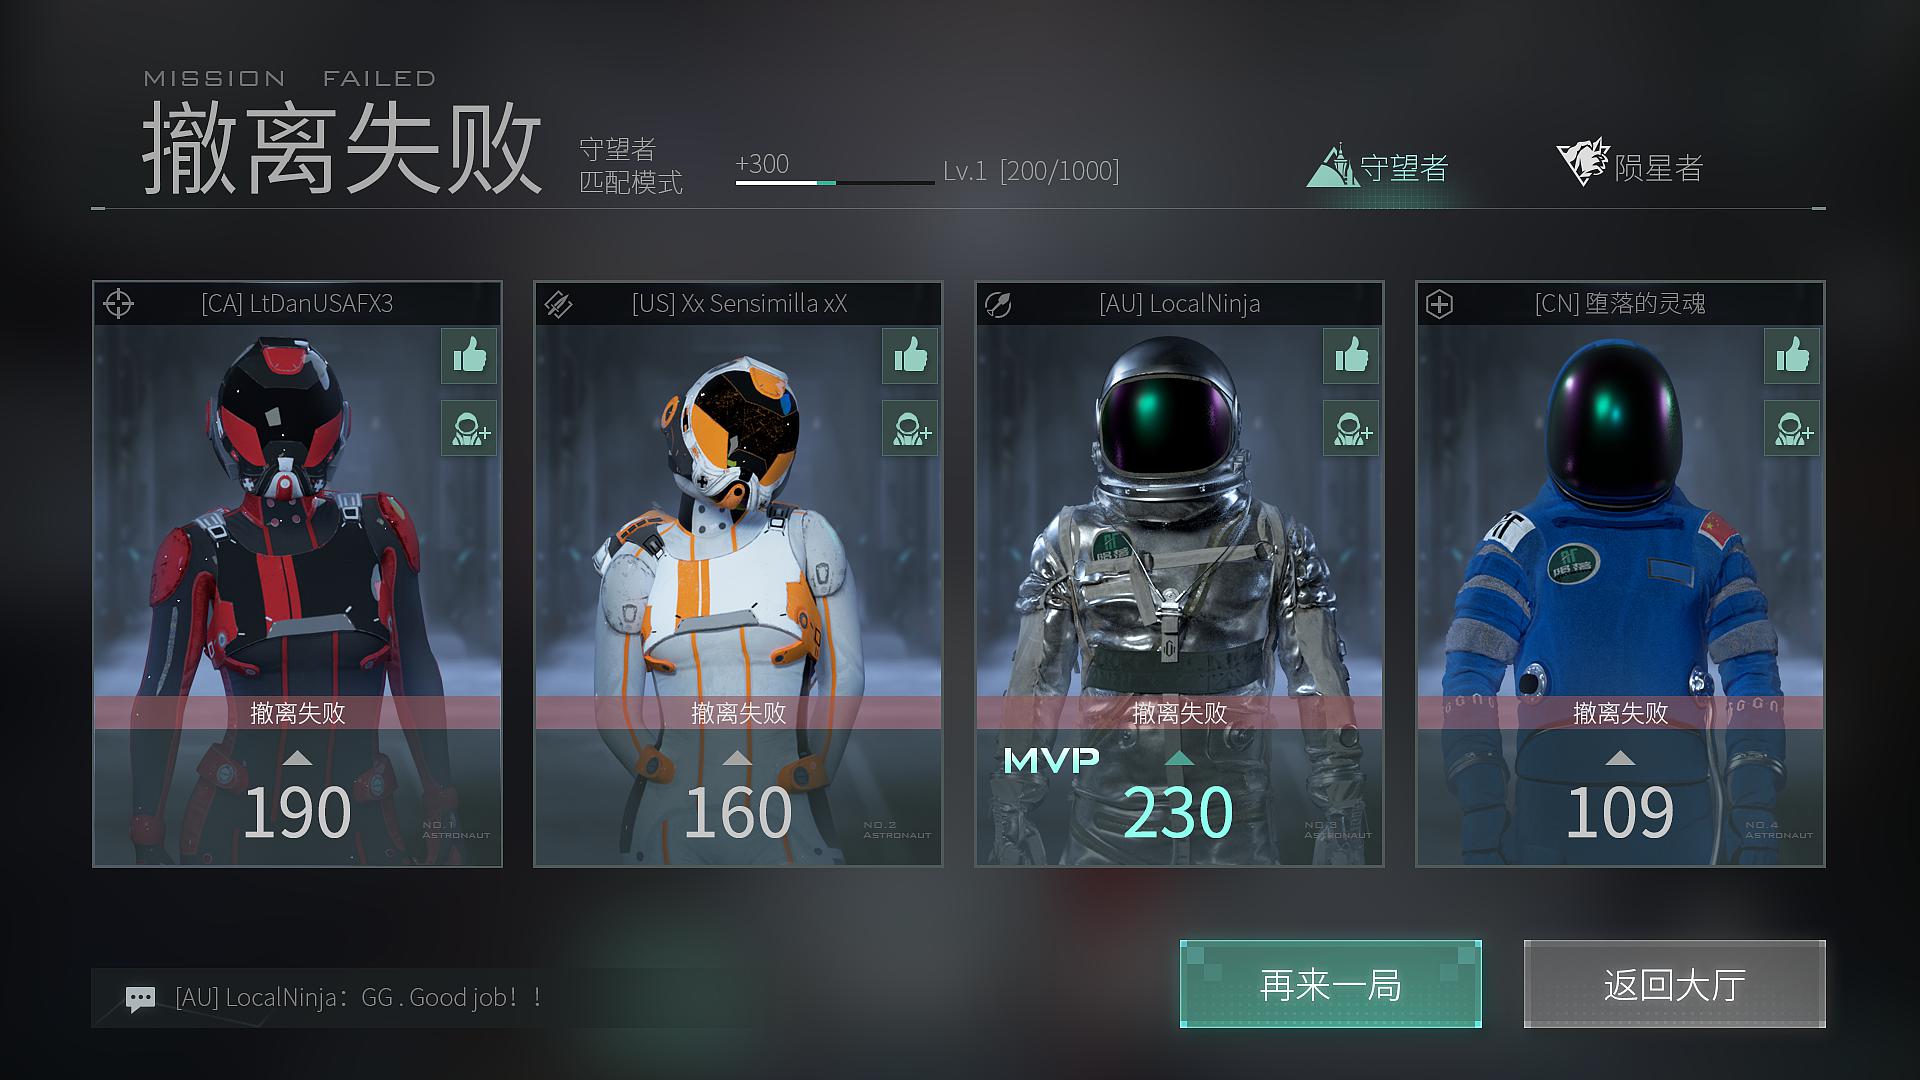 MISSION FAILED
撤离失败
守望者
匹配模式
+300
Lv.1 [200/1000]
守望者
陨星者
[CA] LtDanUSAFX3
[US] Xx Sensimilla xX
[AU] LocalNinja
[CN] 堕落的灵魂
陨落
陨落
撤离失败
撤离失败
撤离失败
撤离失败
MVP
190
160
230
109
NO.1
ASTRONAUT
NO.2
ASTRONAUT
NO.3
ASTRONAUT
NO.4
ASTRONAUT
[AU] LocalNinja：GG . Good job！！
再来一局
返回大厅